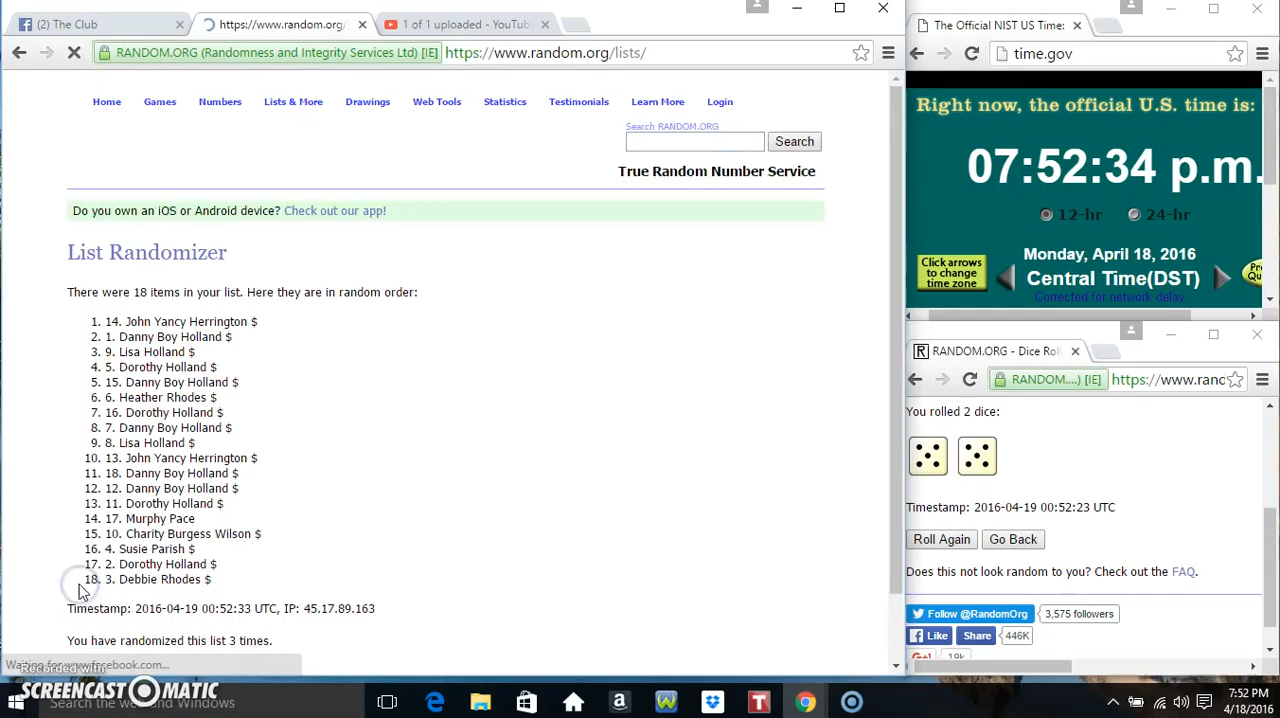 (2) The Club
https://www.random.org/
1 of 1 uploaded - YouTub
RANDOM.ORG (Randomness and Integrity Services Ltd) [IE] https://www.random.org/lists/
Home Games Numbers Lists & More Drawings Web Tools Statistics Testimonials Learn More Login
Search RANDOM.ORG
Search
True Random Number Service
Do you own an iOS or Android device? Check out our app!
List Randomizer
There were 18 items in your list. Here they are in random order:
1. 14. John Yancy Herrington $
2. 1. Danny Boy Holland $
3. 9. Lisa Holland $
4. 5. Dorothy Holland $
5. 15. Danny Boy Holland $
6. 6. Heather Rhodes $
7. 16. Dorothy Holland $
8. 7. Danny Boy Holland $
9. 8. Lisa Holland $
10. 13. John Yancy Herrington $
11. 18. Danny Boy Holland $
12. 12. Danny Boy Holland $
13. 11. Dorothy Holland $
14. 17. Murphy Pace
15. 10. Charity Burgess Wilson $
16. 4. Susie Parish $
17. 2. Dorothy Holland $
18. 3. Debbie Rhodes $
Timestamp: 2016-04-19 00:52:33 UTC, IP: 45.17.89.163
You have randomized this list 3 times.
Waiting for www.facebook.com...
Recorded with
SCREENCAST-O-MATIC
Search the web and Windows
The Official NIST US Time:
time.gov
Right now, the official U.S. time is:
07:52:34 p.m.
12-hr 24-hr
Click arrows
to change
time zone
Monday, April 18, 2016
Central Time(DST)
Corrected for network delay
RANDOM.ORG - Dice Roll
RANDOM....) [IE] https://www.ranc
You rolled 2 dice:
Timestamp: 2016-04-19 00:52:23 UTC
Roll Again Go Back
Does this not look random to you? Check out the FAQ.
Follow @RandomOrg 3,575 followers
Like Share 446K
7:52 PM
4/18/2016